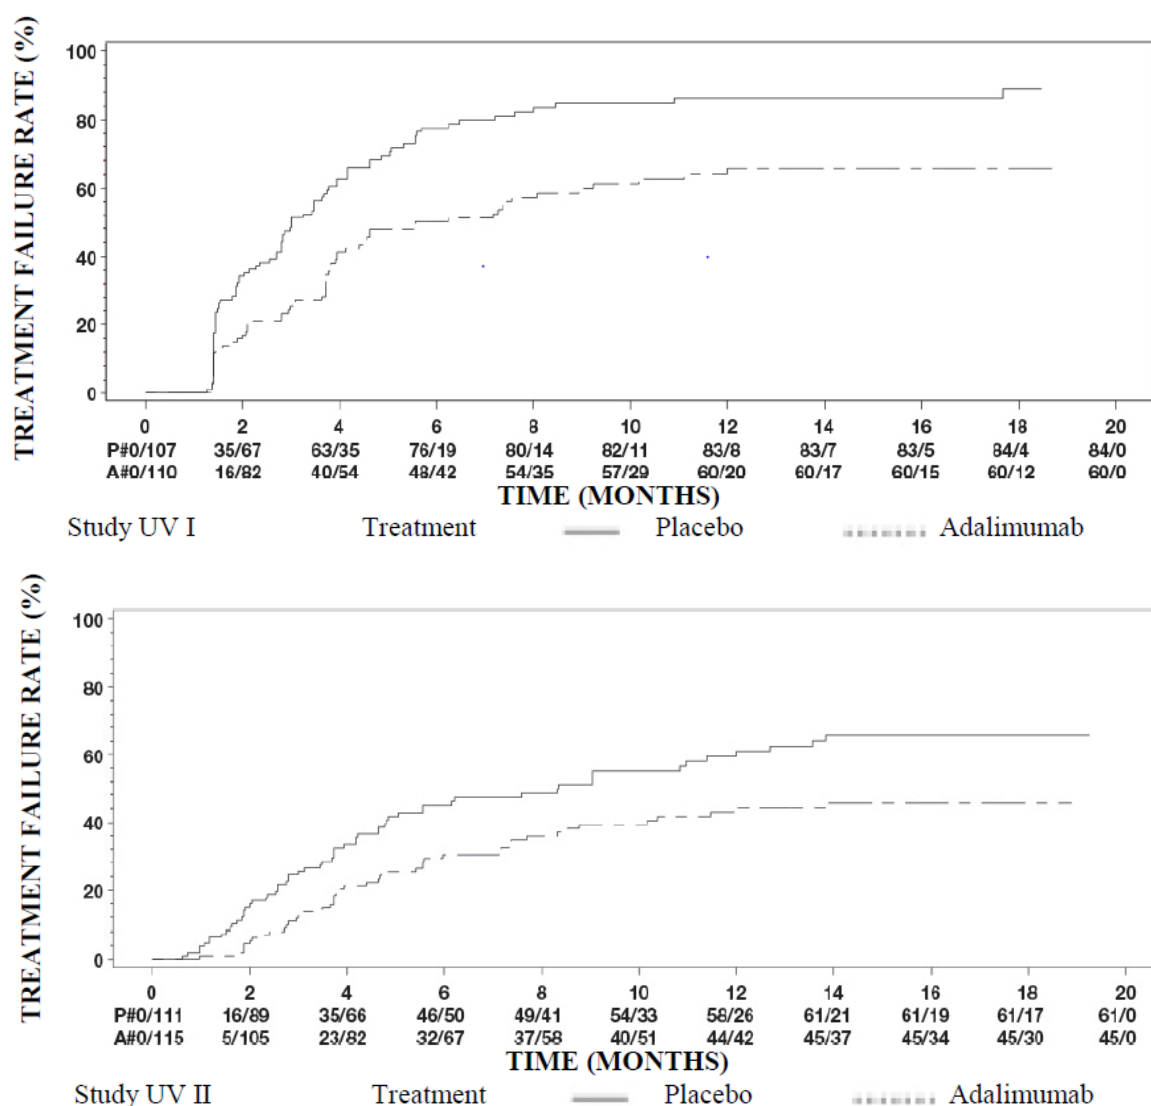 TREATMENT FAILURE RATE (%)
100
80
60
40
20
0
0 2 4 6 8 10 12 14 16 18 20
P#0/107 35/67 63/35 76/19 80/14 82/11 83/8 83/7 83/5 84/4 84/0
A#0/110 16/82 40/54 48/42 54/35 57/29 60/20 60/17 60/15 60/12 60/0
TIME (MONTHS)
Study UV I Treatment Placebo Adalimumab
TREATMENT FAILURE RATE (%)
100
80
60
40
20
0
0 2 4 6 8 10 12 14 16 18 20
P#0/111 16/89 35/66 46/50 49/41 54/33 58/26 61/21 61/19 61/17 61/0
A#0/115 5/105 23/82 32/67 37/58 40/51 44/42 45/37 45/34 45/30 45/0
TIME (MONTHS)
Study UV II Treatment Placebo Adalimumab